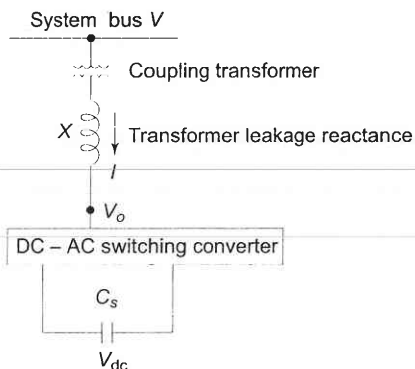 System bus V
Coupling transformer
X
Transformer leakage reactance
I
Vo
DC – AC switching converter
Cs
Vdc